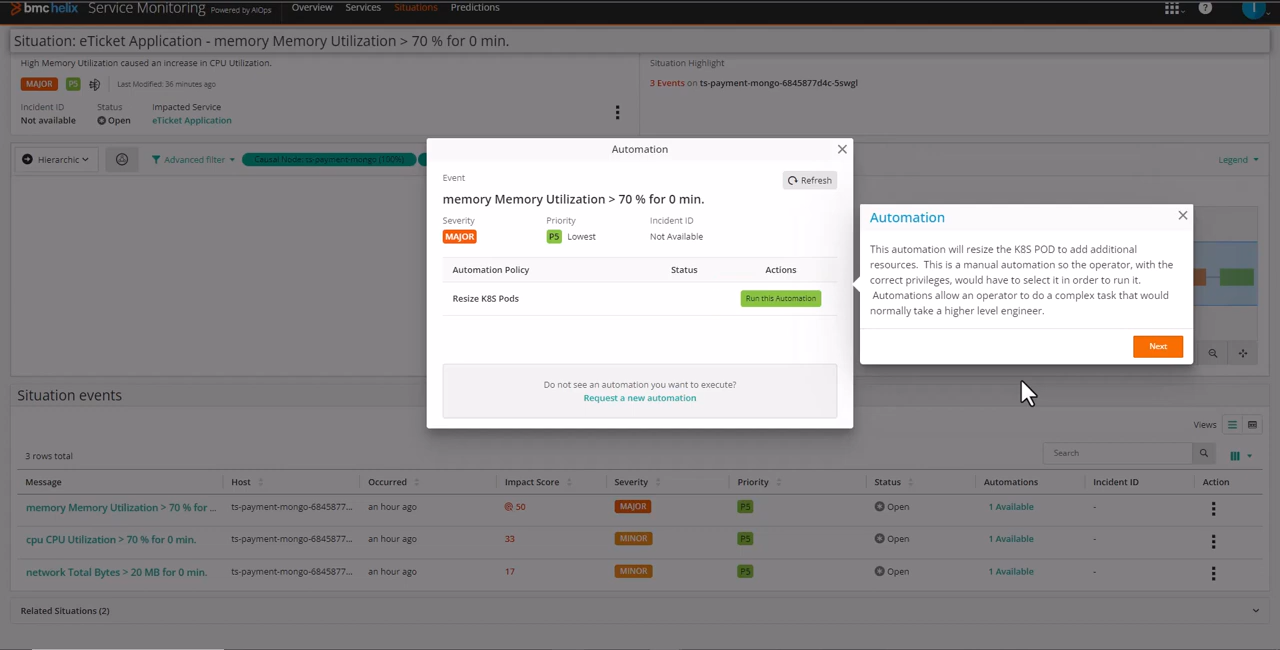 bmc helix Service Monitoring Powered by AIOps Overview Services Situations Predictions
Situation: eTicket Application - memory Memory Utilization > 70 % for 0 min.
High Memory Utilization caused an increase in CPU Utilization.
MAJOR P5 Last Modified: 36 minutes ago
Incident ID Status Impacted Service
Not available Open eTicket Application
Situation Highlight
3 Events on ts-payment-mongo-6845877d4c-5swgl
Hierarchic Advanced filter Causal Node: ts-payment-mongo (100%) Legend
Automation
Event
Refresh
memory Memory Utilization > 70 % for 0 min.
Severity Priority Incident ID
MAJOR P5 Lowest Not Available
Automation Policy Status Actions
Resize K8S Pods Run this Automation
Do not see an automation you want to execute?
Request a new automation
Automation
This automation will resize the K8S POD to add additional
resources. This is a manual automation so the operator, with the
correct privileges, would have to select it in order to run it.
Automations allow an operator to do a complex task that would
normally take a higher level engineer.
Next
Situation events
Views
3 rows total Search
Message Host Occurred Impact Score Severity Priority Status Automations Incident ID Action
memory Memory Utilization > 70 % for ... ts-payment-mongo-6845877... an hour ago 50 MAJOR P5 Open 1 Available -
cpu CPU Utilization > 70 % for 0 min. ts-payment-mongo-6845877... an hour ago 33 MINOR P5 Open 1 Available -
network Total Bytes > 20 MB for 0 min. ts-payment-mongo-6845877... an hour ago 17 MINOR P5 Open 1 Available -
Related Situations (2)